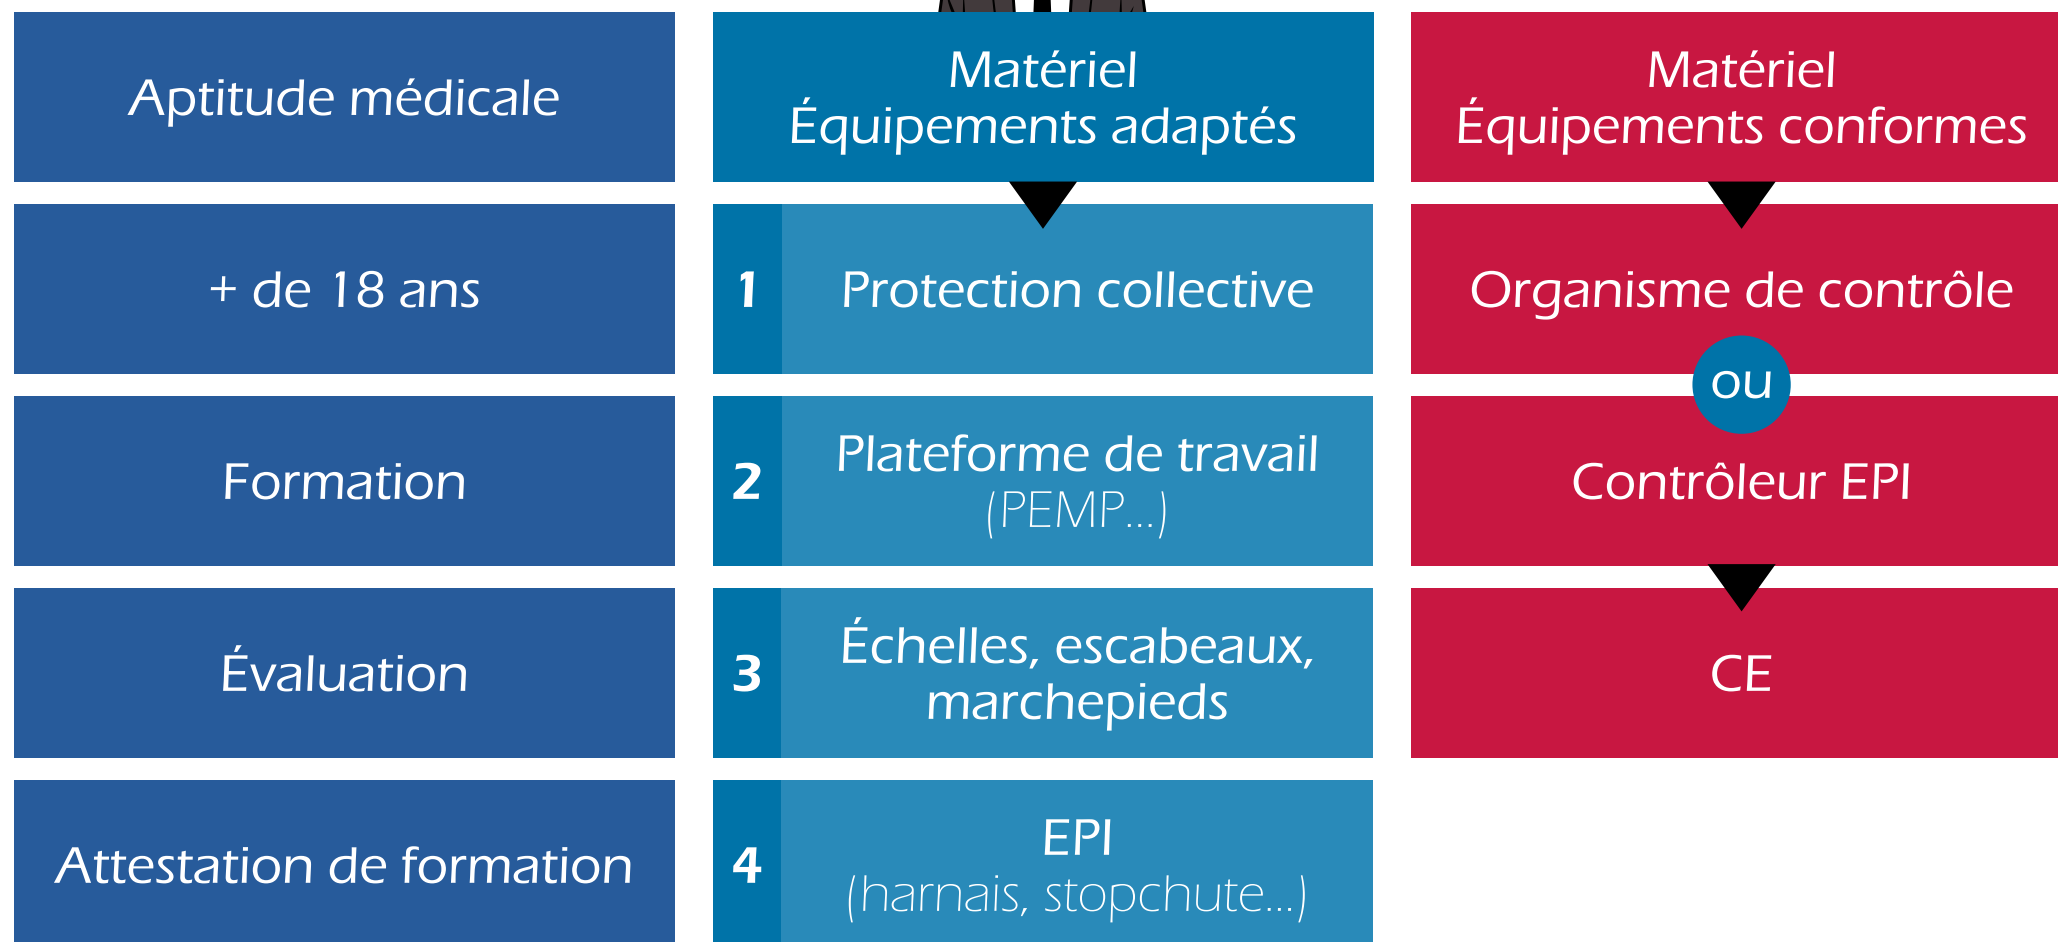 Aptitude médicale
+ de 18 ans
Formation
Évaluation
Attestation de formation
Matériel
Équipements adaptés
1
Protection collective
2
Plateforme de travail
(PEMP...)
3
Échelles, escabeaux,
marchepieds
4
EPI
(harnais, stopchute...)
Matériel
Équipements conformes
Organisme de contrôle
ou
Contrôleur EPI
CE